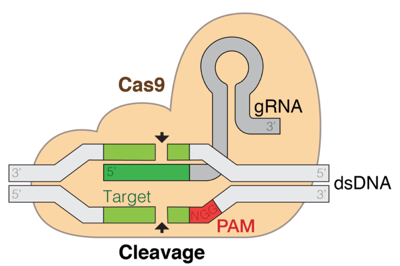 Cas9
gRNA
3'
3'
5'
5'
dsDNA
5'
Target
3'
NGG
PAM
Cleavage